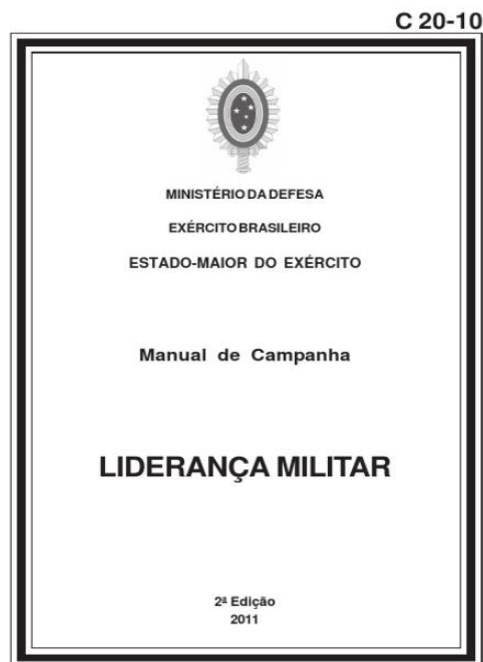 C 20-10
MINISTÉRIO DA DEFESA
EXÉRCITO BRASILEIRO
ESTADO-MAIOR DO EXÉRCITO
Manual de Campanha
LIDERANÇA MILITAR
2ª Edição
2011